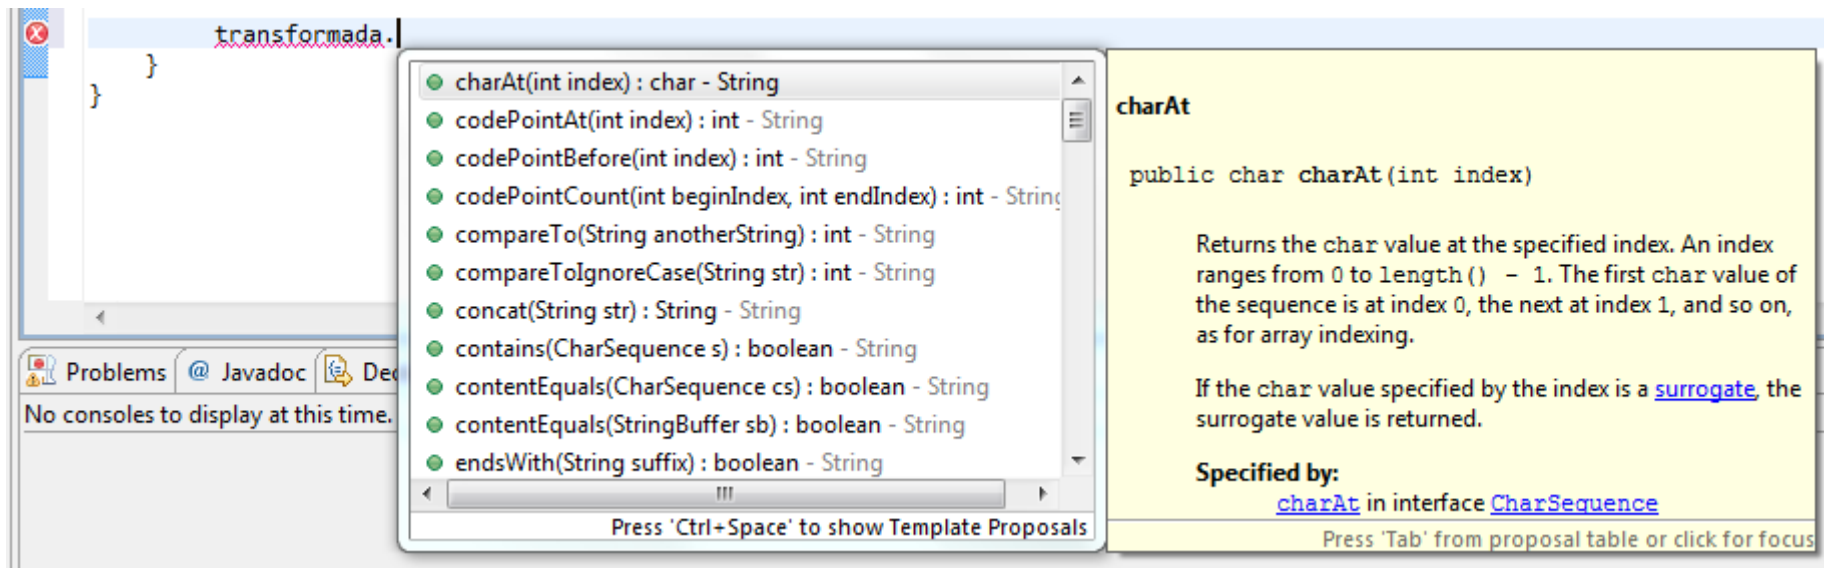 transformada.
}
}
charAt(int index) : char - String
codePointAt(int index) : int - String
codePointBefore(int index) : int - String
codePointCount(int beginIndex, int endIndex) : int - String
compareTo(String anotherString) : int - String
compareToIgnoreCase(String str) : int - String
concat(String str) : String - String
contains(CharSequence s) : boolean - String
contentEquals(CharSequence cs) : boolean - String
contentEquals(StringBuffer sb) : boolean - String
endsWith(String suffix) : boolean - String
Press 'Ctrl+Space' to show Template Proposals
charAt
public char charAt(int index)
Returns the char value at the specified index. An index
ranges from 0 to length() - 1. The first char value of
the sequence is at index 0, the next at index 1, and so on,
as for array indexing.
If the char value specified by the index is a surrogate, the
surrogate value is returned.
Specified by:
charAt in interface CharSequence
Press 'Tab' from proposal table or click for focus
Problems @ Javadoc Dec
No consoles to display at this time.